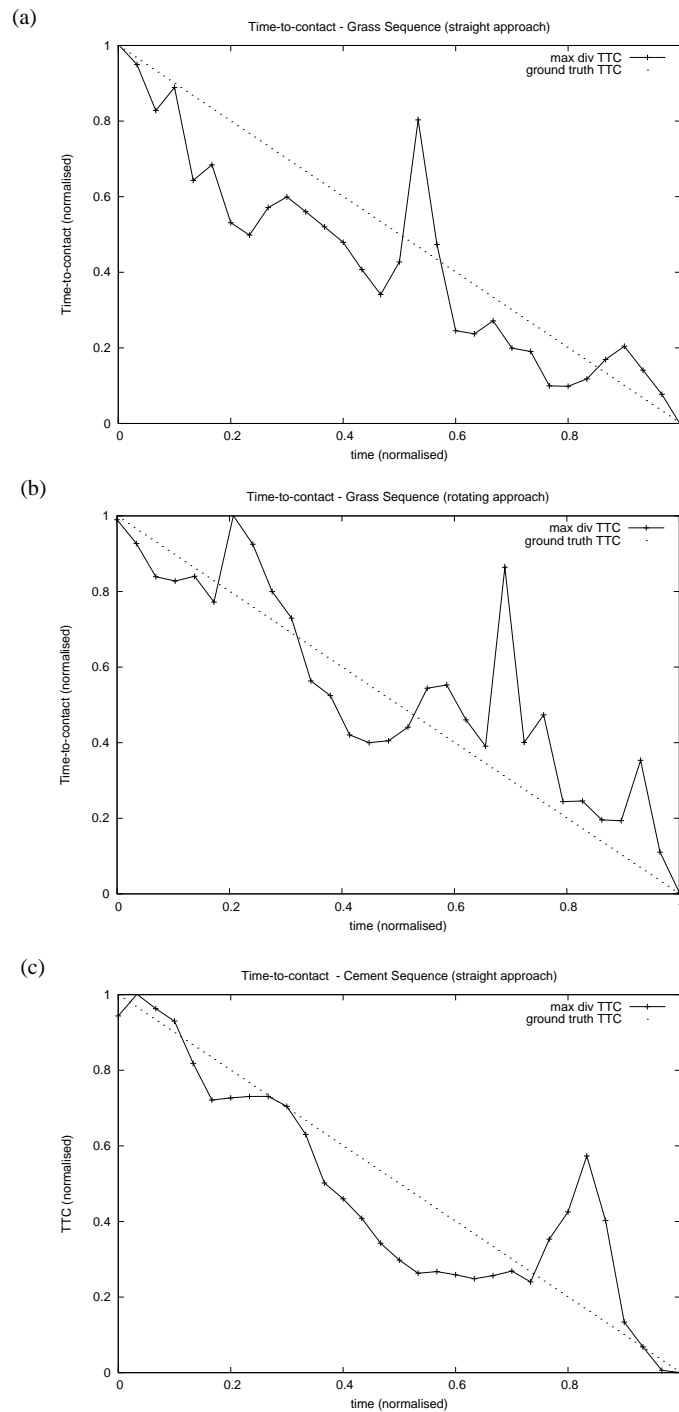 (a)
Time-to-contact - Grass Sequence (straight approach)
max div TTC
ground truth TTC
Time-to-contact (normalised)
1
0.8
0.6
0.4
0.2
0
0 0.2 0.4 0.6 0.8
time (normalised)
(b)
Time-to-contact - Grass Sequence (rotating approach)
max div TTC
ground truth TTC
Time-to-contact (normalised)
1
0.8
0.6
0.4
0.2
0
0 0.2 0.4 0.6 0.8 1
time (normalised)
(c)
Time-to-contact - Cement Sequence (straight approach)
max div TTC
ground truth TTC
TTC (normalised)
1
0.8
0.6
0.4
0.2
0
0 0.2 0.4 0.6 0.8
time (normalised)